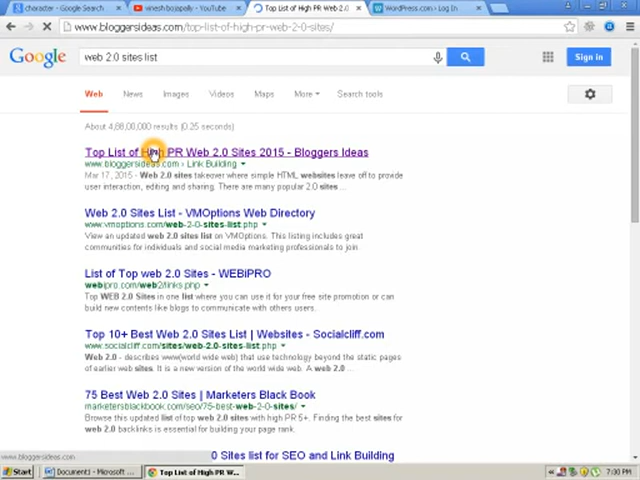 character - Google Search
vinesh bojapally - YouTube
Top List of High PR Web 2.0
WordPress.com › Log In
www.bloggersideas.com/top-list-of-high-pr-web-2-0-sites/
Google
web 2.0 sites list
Sign in
Web News Images Videos Maps More Search tools
About 4,88,00,000 results (0.25 seconds)
Top List of High PR Web 2.0 Sites 2015 - Bloggers Ideas
www.bloggersideas.com › Link Building
Mar 17, 2015 - Web 2.0 sites takeover where simple HTML websites leave off to provide
user interaction, editing and sharing. There are many popular 2.0 sites ...
Web 2.0 Sites List - VMOptions Web Directory
www.vmoptions.com/web-2-0-sites-list.php
View an updated web 2.0 sites list on VMOptions. This listing includes great
communities for individuals and social media marketing professionals to join.
List of Top web 2.0 Sites - WEBiPRO
webipro.com/web2/links.php
Top WEB 2.0 Sites in one list where you can use it for your free site promotion or can
build new contents like blogs to communicate with others users.
Top 10+ Best Web 2.0 Sites List | Websites - Socialcliff.com
www.socialcliff.com/sites/web-2.0-sites-list.php
Web 2.0 - describes www(world wide web) that use technology beyond the static pages
of earlier web sites. It is a new version of the world wide web. A web 2.0 ...
75 Best Web 2.0 Sites | Marketers Black Book
marketersblackbook.com/seo/75-best-web-2-0-sites/
Browse this updated list of top web 2.0 sites with high PR 5+. Finding the best sites for
web 2.0 backlinks is essential for building your page rank.
0 Sites list for SEO and Link Building
www.bloggersideas.com
Start
Document1 - Microsoft ...
Top List of High PR W...
7:00 PM